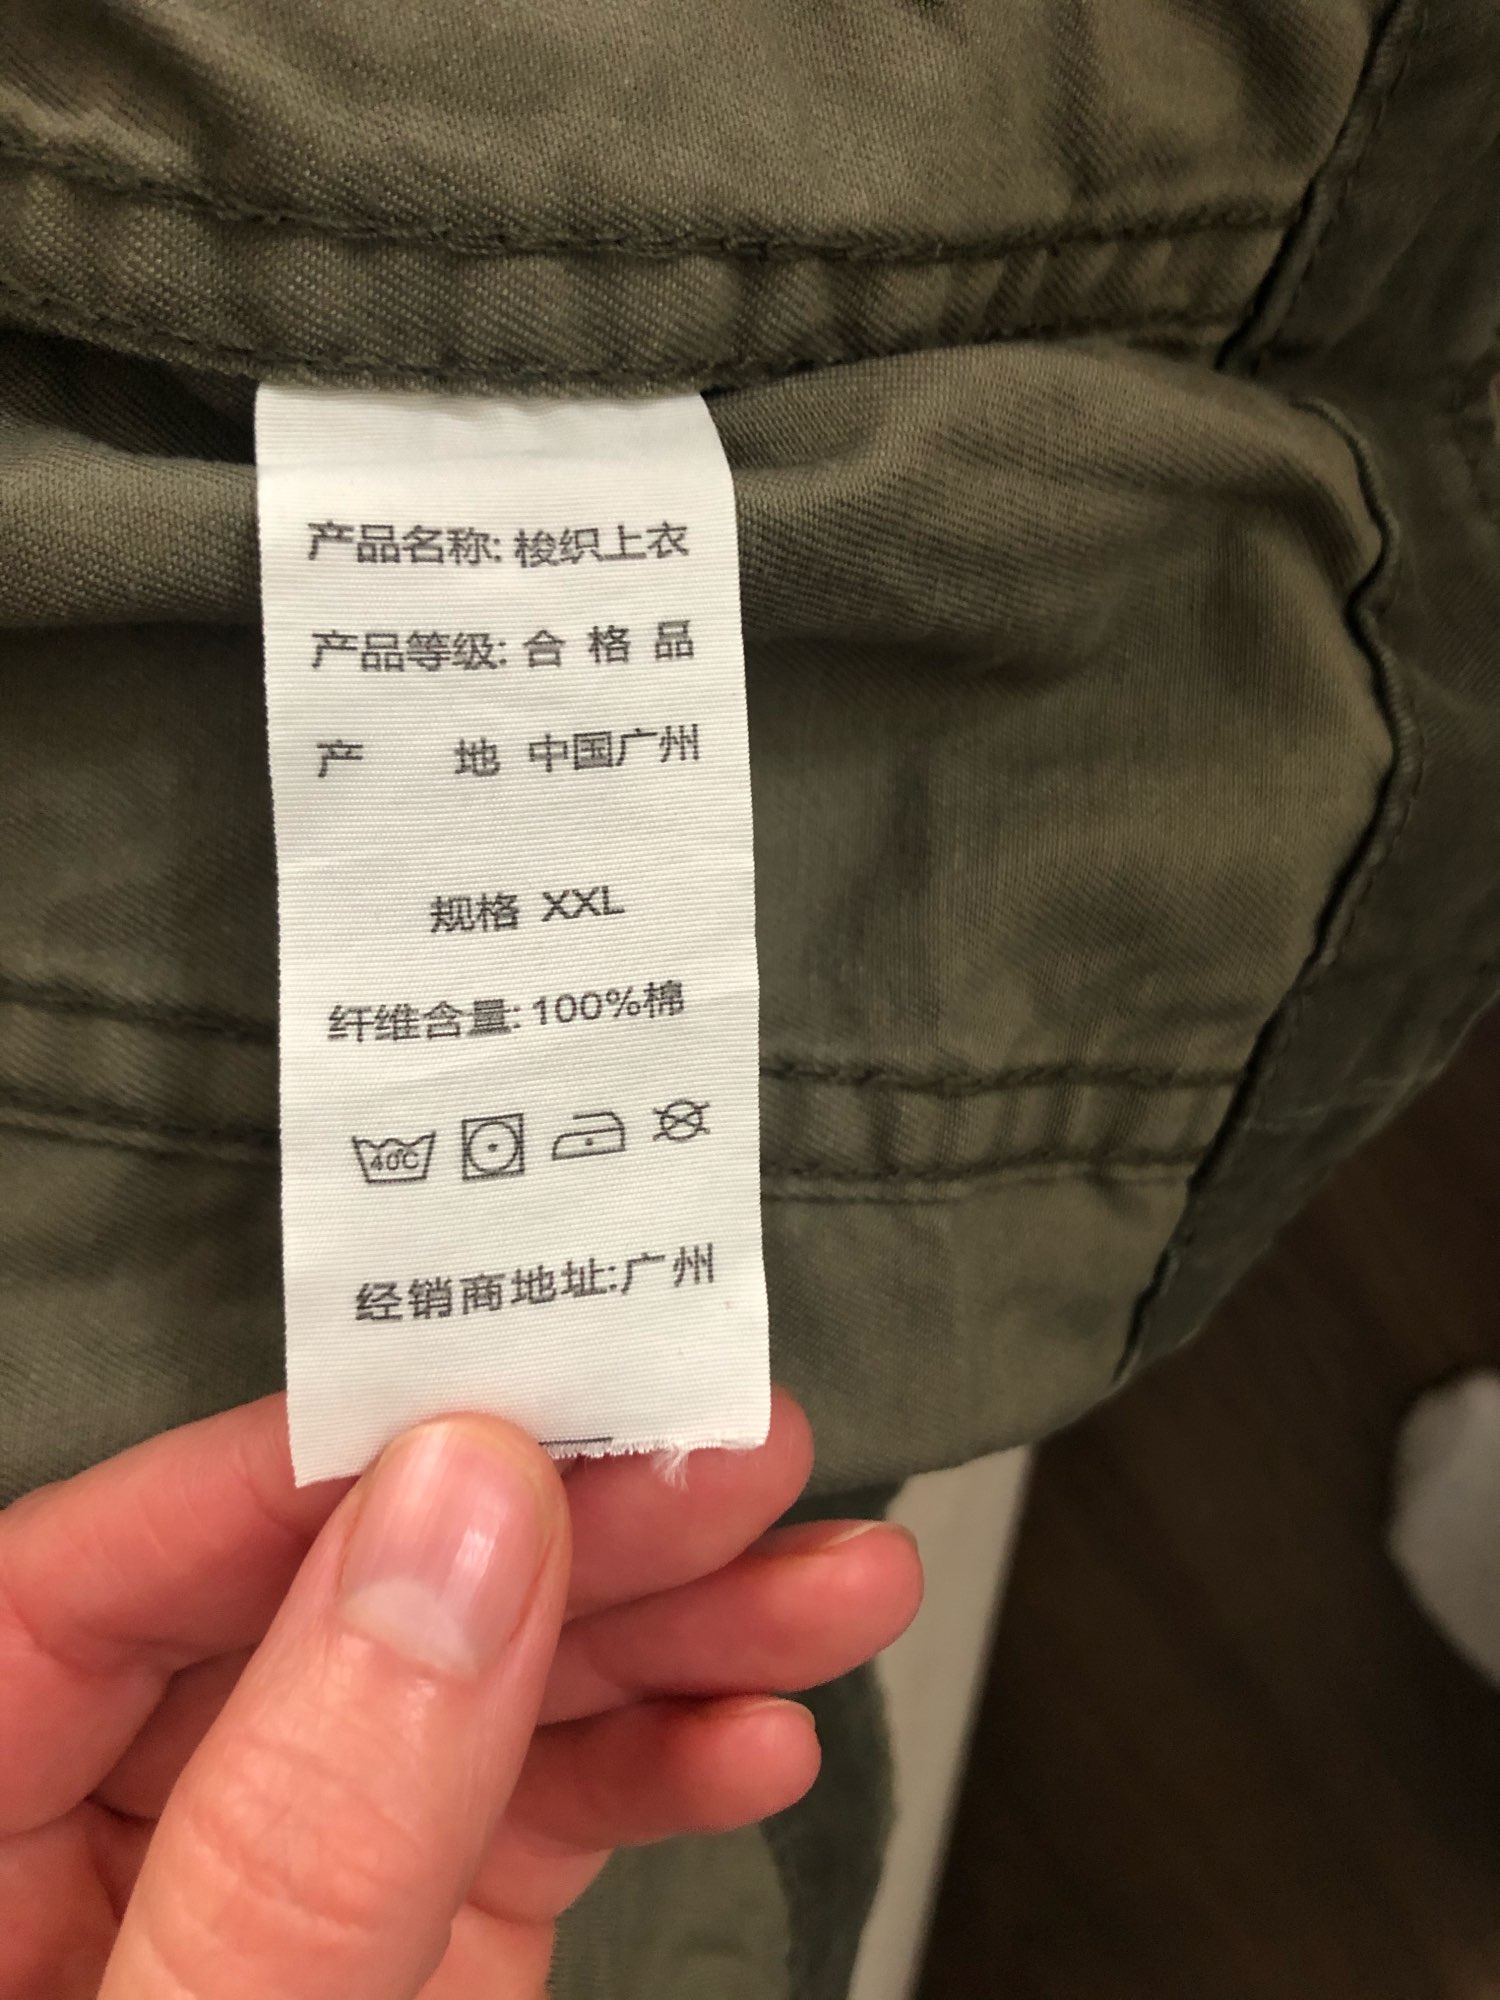 产品名称: 梭织上衣
产品等级: 合格品
产 地 中国广州
规格 XXL
纤维含量: 100%棉
40C
经销商地址:广州